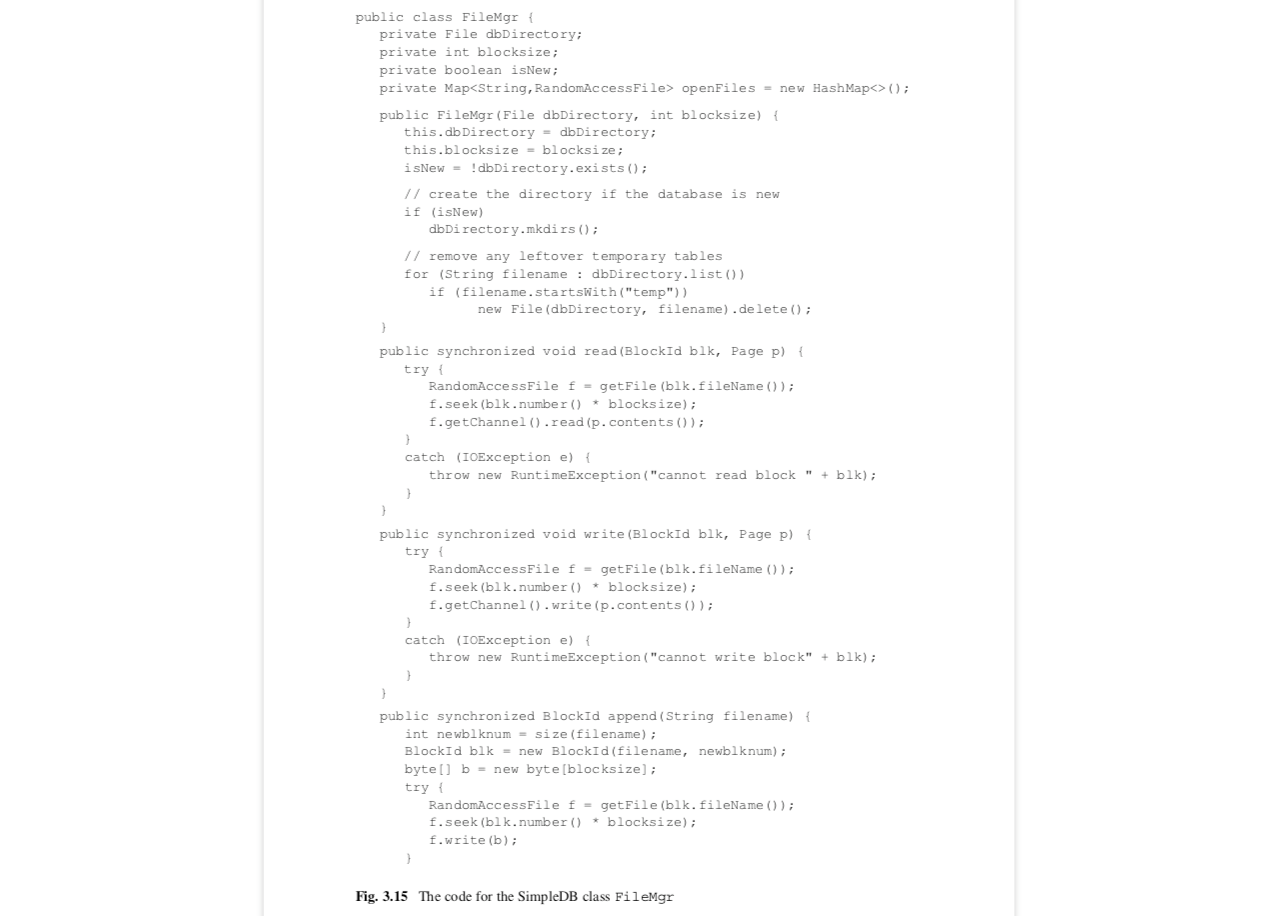 public class FileMgr {
private File dbDirectory;
private int blocksize;
private boolean isNew;
private Map<String,RandomAccessFile> openFiles = new HashMap<>();
public FileMgr(File dbDirectory, int blocksize) {
this.dbDirectory = dbDirectory;
this.blocksize = blocksize;
isNew = !dbDirectory.exists();
// create the directory if the database is new
if (isNew)
dbDirectory.mkdirs();
// remove any leftover temporary tables
for (String filename : dbDirectory.list())
if (filename.startsWith("temp"))
new File(dbDirectory, filename).delete();
}
public synchronized void read(BlockId blk, Page p) {
try {
RandomAccessFile f = getFile(blk.fileName());
f.seek(blk.number() * blocksize);
f.getChannel().read(p.contents());
}
catch (IOException e) {
throw new RuntimeException("cannot read block " + blk);
}
}
public synchronized void write(BlockId blk, Page p) {
try {
RandomAccessFile f = getFile(blk.fileName());
f.seek(blk.number() * blocksize);
f.getChannel().write(p.contents());
}
catch (IOException e) {
throw new RuntimeException("cannot write block" + blk);
}
}
public synchronized BlockId append(String filename) {
int newblknum = size(filename);
BlockId blk = new BlockId(filename, newblknum);
byte[] b = new byte[blocksize];
try {
RandomAccessFile f = getFile(blk.fileName());
f.seek(blk.number() * blocksize);
f.write(b);
}
Fig. 3.15 The code for the SimpleDB class FileMgr